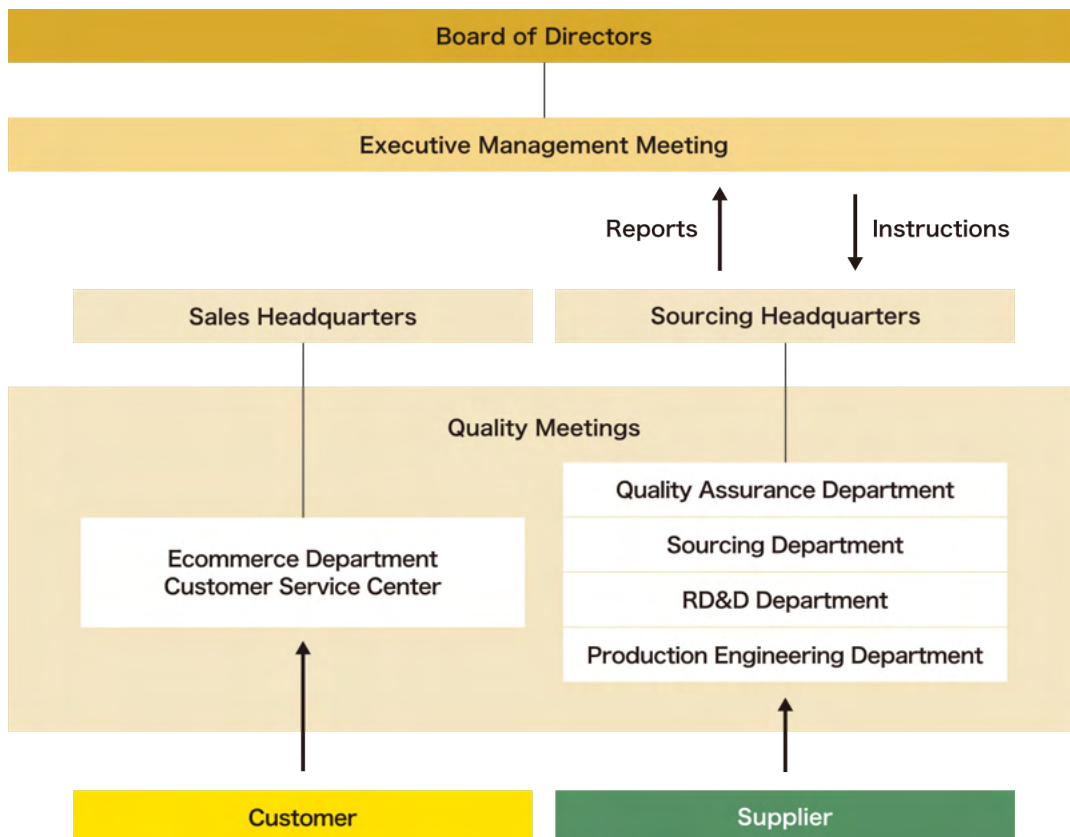 Board of Directors
Executive Management Meeting
Reports
Instructions
Sales Headquarters
Sourcing Headquarters
Quality Meetings
Ecommerce Department
Customer Service Center
Quality Assurance Department
Sourcing Department
RD&D Department
Production Engineering Department
Customer
Supplier